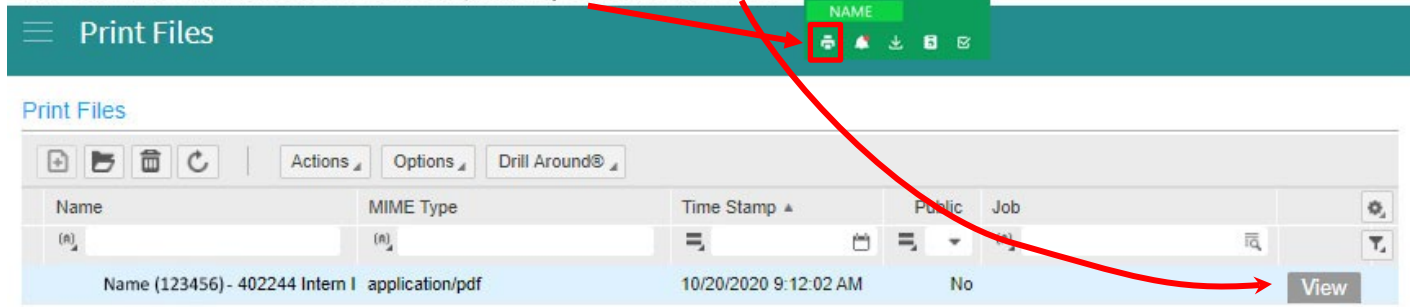 NAME
Print Files
Print Files
Actions Options Drill Around®
Name MIME Type Time Stamp Public Job
Name (123456) - 402244 Intern application/pdf 10/20/2020 9:12:02 AM No View